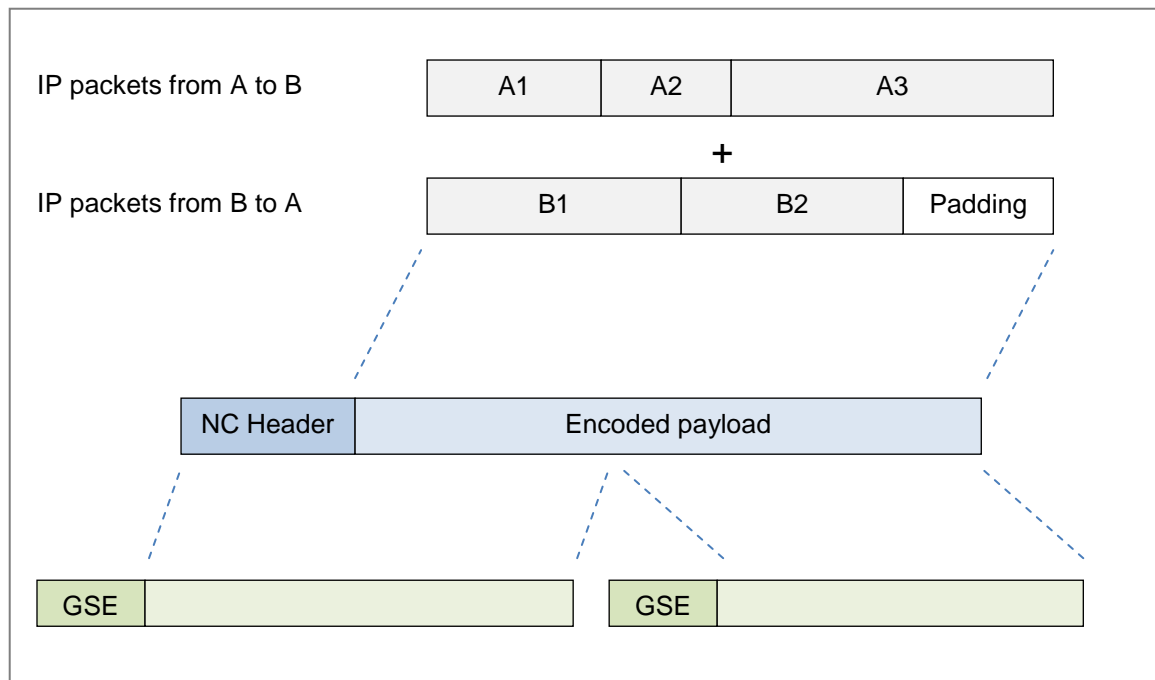 IP packets from A to B
A1 A2 A3
+
IP packets from B to A
B1 B2 Padding
NC Header Encoded payload
GSE GSE